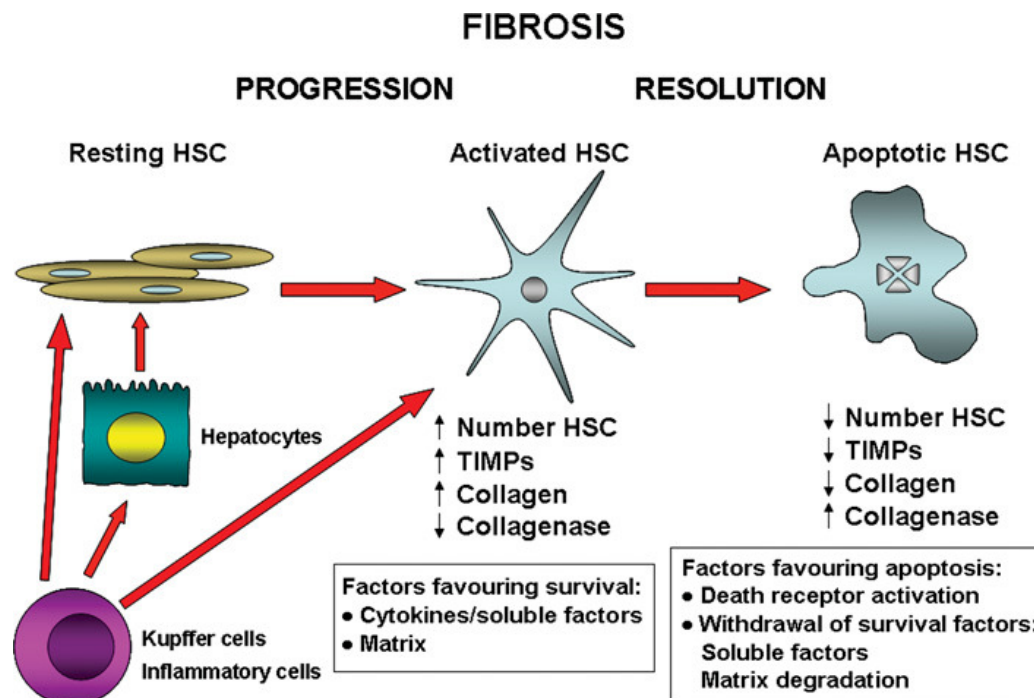 FIBROSIS
PROGRESSION
RESOLUTION
Resting HSC
Activated HSC
Apoptotic HSC
Hepatocytes
Kupffer cells
Inflammatory cells
↑ Number HSC
↑ TIMPs
↑ Collagen
↓ Collagenase
Factors favouring survival:
● Cytokines/soluble factors
● Matrix
↓ Number HSC
↓ TIMPs
↓ Collagen
↑ Collagenase
Factors favouring apoptosis:
● Death receptor activation
● Withdrawal of survival factors:
Soluble factors
Matrix degradation